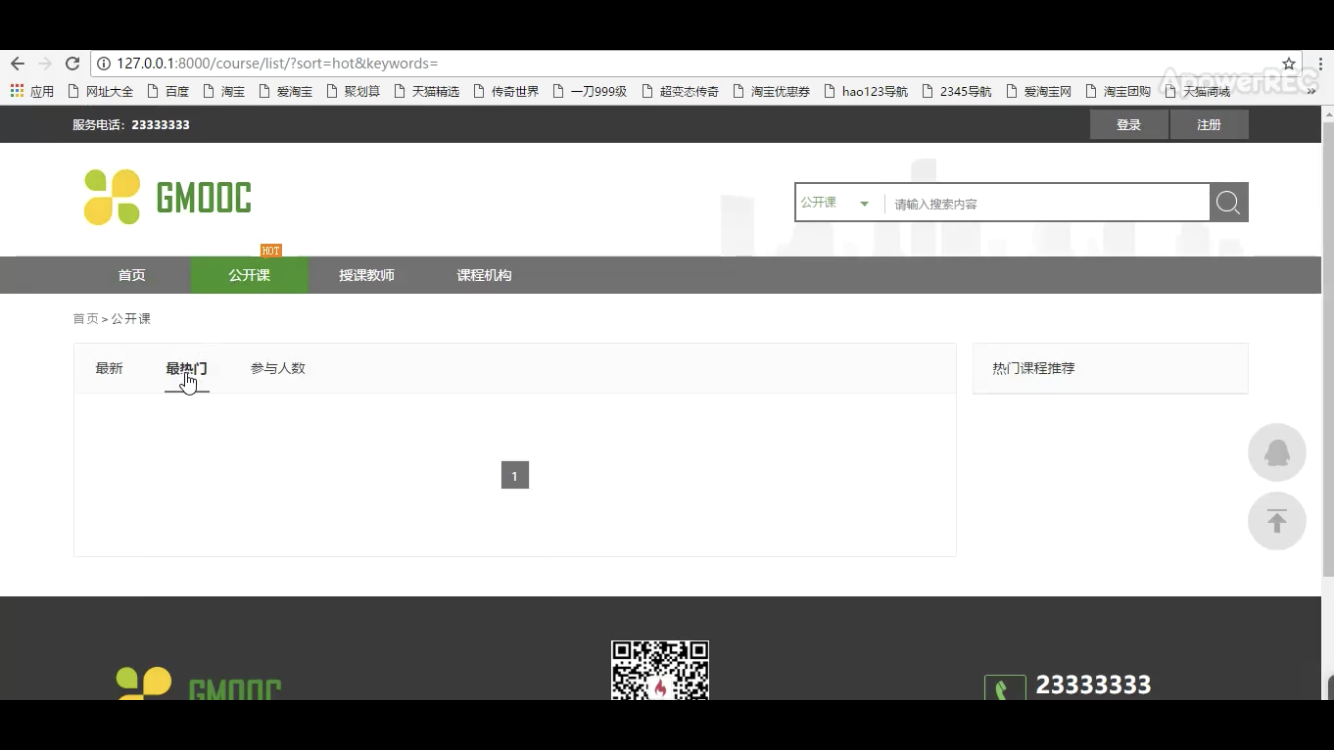 127.0.0.1:8000/course/list/?sort=hot&keywords=
应用 网址大全 百度 淘宝 爱淘宝 聚划算 天猫精选 传奇世界 一刀999级 超变态传奇 淘宝优惠券 hao123导航 2345导航 爱淘宝网 淘宝团购 天猫商城 »
ApowerREC
服务电话：23333333 登录 注册
GMOOC
公开课 请输入搜索内容
HOT
首页 公开课 授课教师 课程机构
首页 > 公开课
最新 最热门 参与人数 热门课程推荐
1
GMOOC
23333333